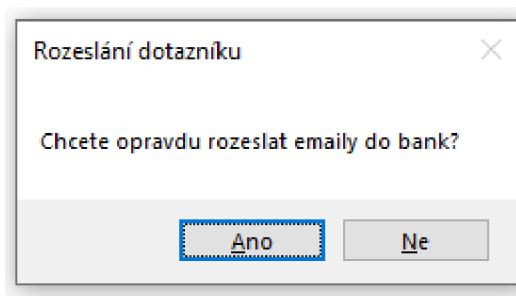 Rozeslání dotazníku
Chcete opravdu rozeslat emaily do bank?
Ano
Ne